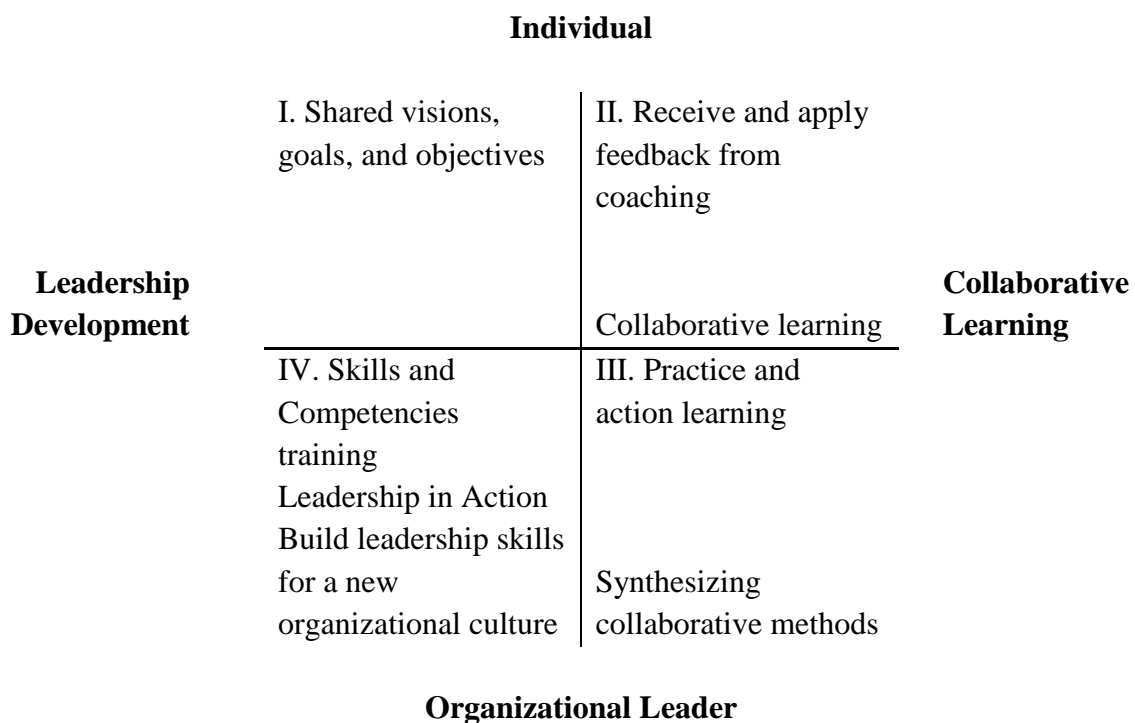 Individual
I. Shared visions,
goals, and objectives
II. Receive and apply
feedback from
coaching
Leadership
Development
Collaborative learning
Collaborative
Learning
IV. Skills and
Competencies
training
Leadership in Action
Build leadership skills
for a new
organizational culture
III. Practice and
action learning
Synthesizing
collaborative methods
Organizational Leader